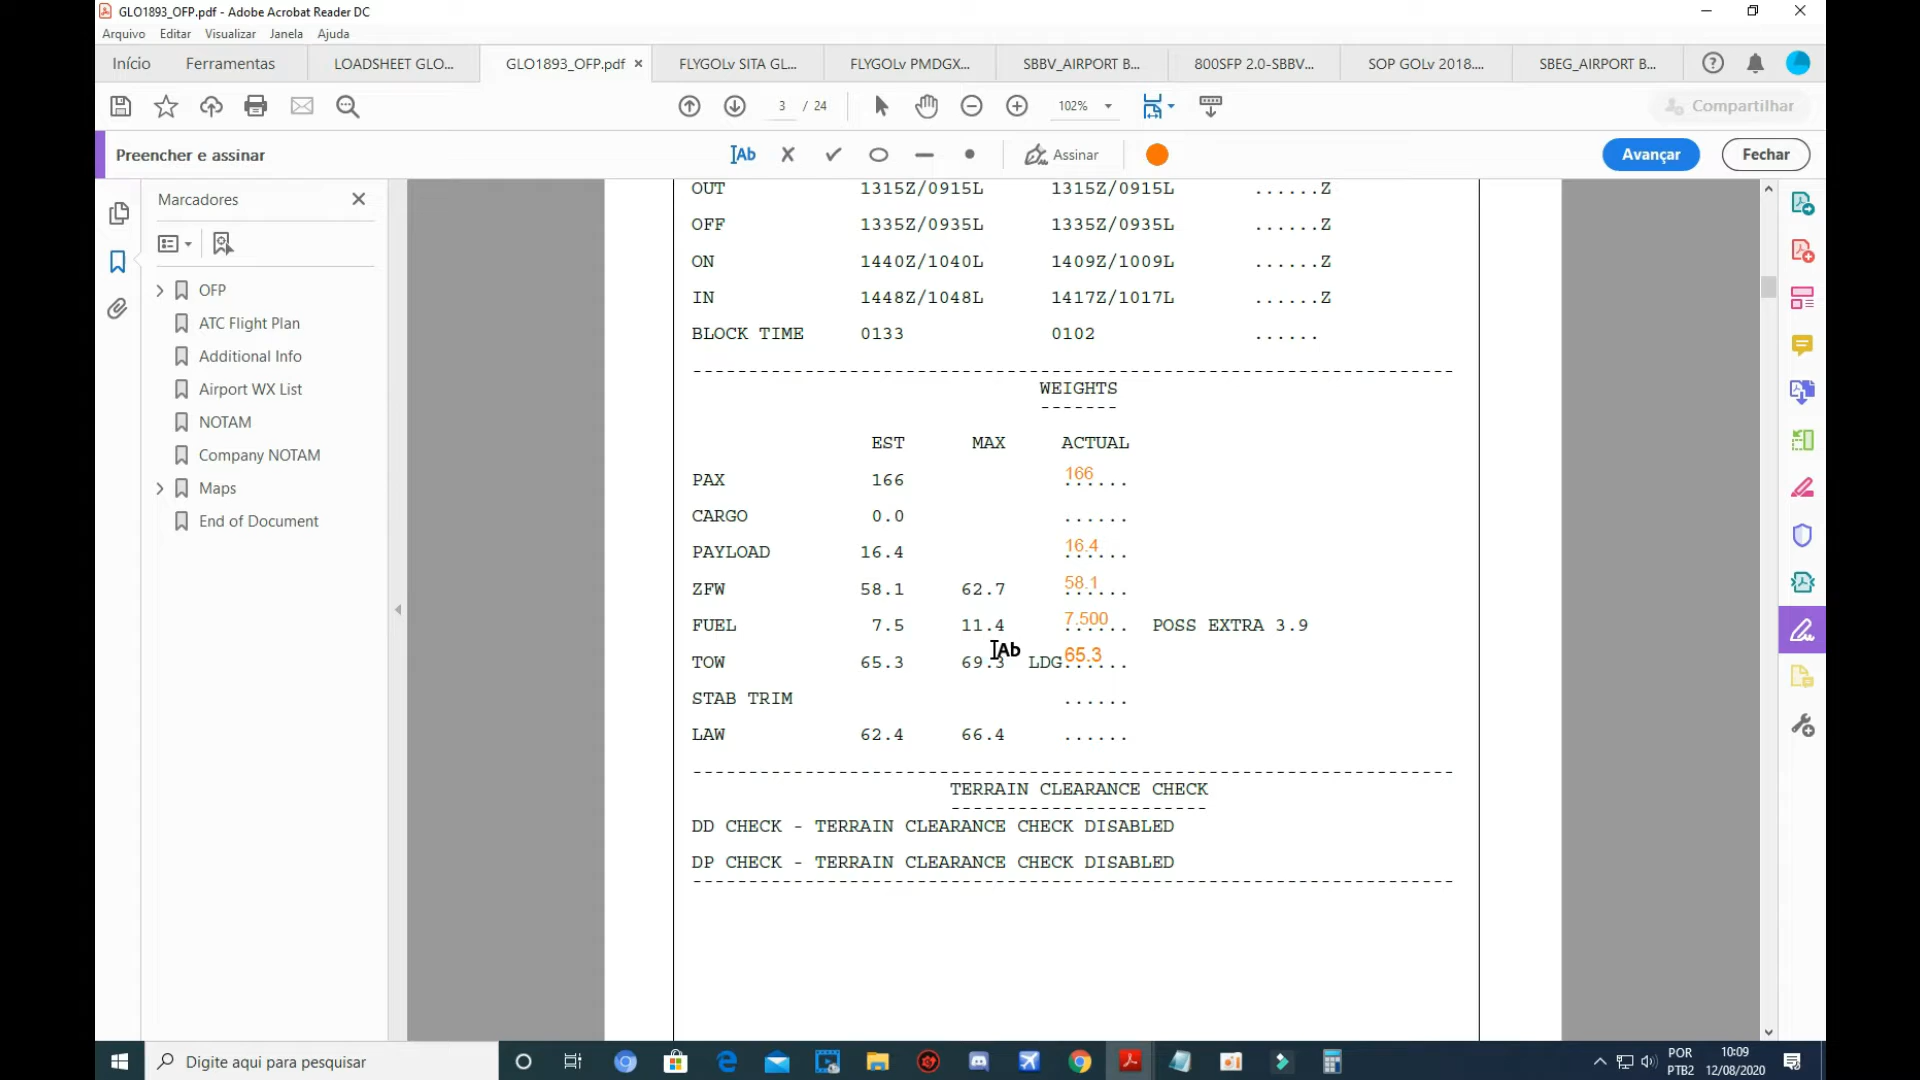 GLO1893_OFP.pdf - Adobe Acrobat Reader DC
Arquivo Editar Visualizar Janela Ajuda
Início Ferramentas LOADSHEET GLO... GLO1893_OFP.pdf × FLYGOLv SITA GL... FLYGOLv PMDGX... SBBV_AIRPORT B... 800SFP 2.0-SBBV... SOP GOLv 2018.... SBEG_AIRPORT B...
3 / 24 102% Compartilhar
Preencher e assinar IAb Assinar Avançar Fechar
Marcadores
OFP
ATC Flight Plan
Additional Info
Airport WX List
NOTAM
Company NOTAM
Maps
End of Document
OUT 1315Z/0915L 1315Z/0915L ......Z
OFF 1335Z/0935L 1335Z/0935L ......Z
ON 1440Z/1040L 1409Z/1009L ......Z
IN 1448Z/1048L 1417Z/1017L ......Z
BLOCK TIME 0133 0102 ......
--------------------------------------------------------------------
WEIGHTS
-------
EST MAX ACTUAL
PAX 166 166 ......
CARGO 0.0 ......
PAYLOAD 16.4 16.4 ......
ZFW 58.1 62.7 58.1 ......
FUEL 7.5 11.4 7.500 ...... POSS EXTRA 3.9
TOW 65.3 69.3 LDG 65.3 ......
IAb
STAB TRIM ......
LAW 62.4 66.4 ......
--------------------------------------------------------------------
TERRAIN CLEARANCE CHECK
-----------------------
DD CHECK - TERRAIN CLEARANCE CHECK DISABLED
DP CHECK - TERRAIN CLEARANCE CHECK DISABLED
--------------------------------------------------------------------
Digite aqui para pesquisar
POR
PTB2
10:09
12/08/2020